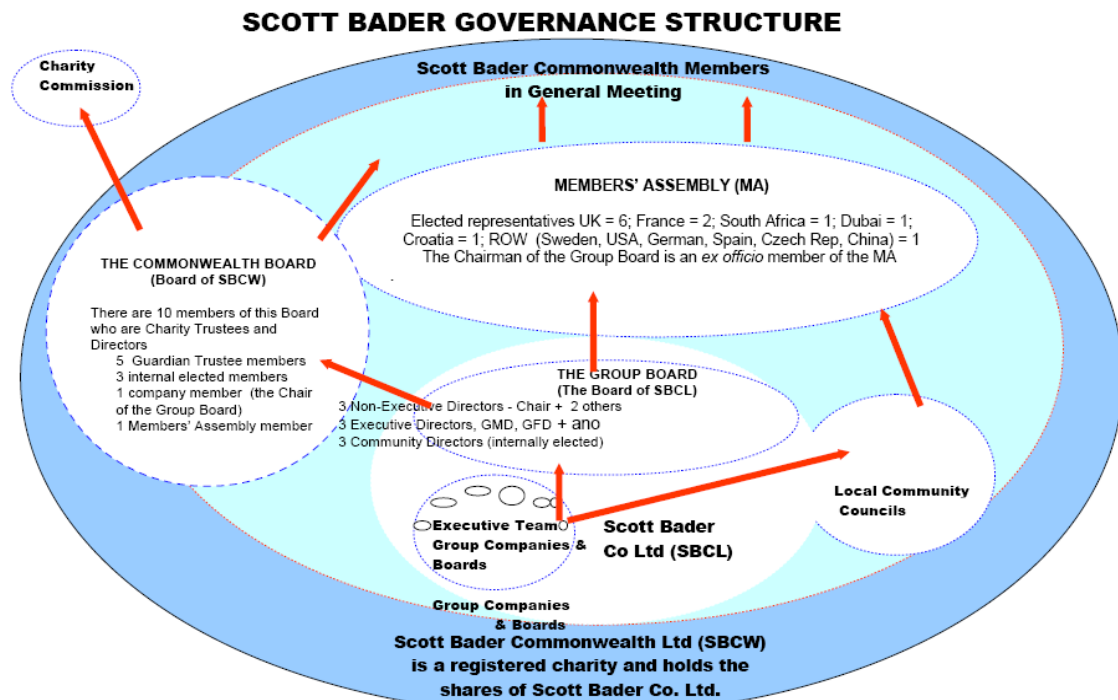 SCOTT BADER GOVERNANCE STRUCTURE
Charity
Commission
Scott Bader Commonwealth Members
in General Meeting
MEMBERS' ASSEMBLY (MA)
Elected representatives UK = 6; France = 2; South Africa = 1; Dubai = 1;
Croatia = 1; ROW (Sweden, USA, German, Spain, Czech Rep, China) = 1
The Chairman of the Group Board is an ex officio member of the MA
THE COMMONWEALTH BOARD
(Board of SBCW)
There are 10 members of this Board
who are Charity Trustees and
Directors
5 Guardian Trustee members
3 internal elected members
1 company member (the Chair
of the Group Board)
1 Members' Assembly member
THE GROUP BOARD
(The Board of SBCL)
3 Non-Executive Directors - Chair + 2 others
3 Executive Directors, GMD, GFD + ano
3 Community Directors (internally elected)
Local Community
Councils
Executive Team
Group Companies &
Boards
Scott Bader
Co Ltd (SBCL)
Group Companies
& Boards
Scott Bader Commonwealth Ltd (SBCW)
is a registered charity and holds the
shares of Scott Bader Co. Ltd.